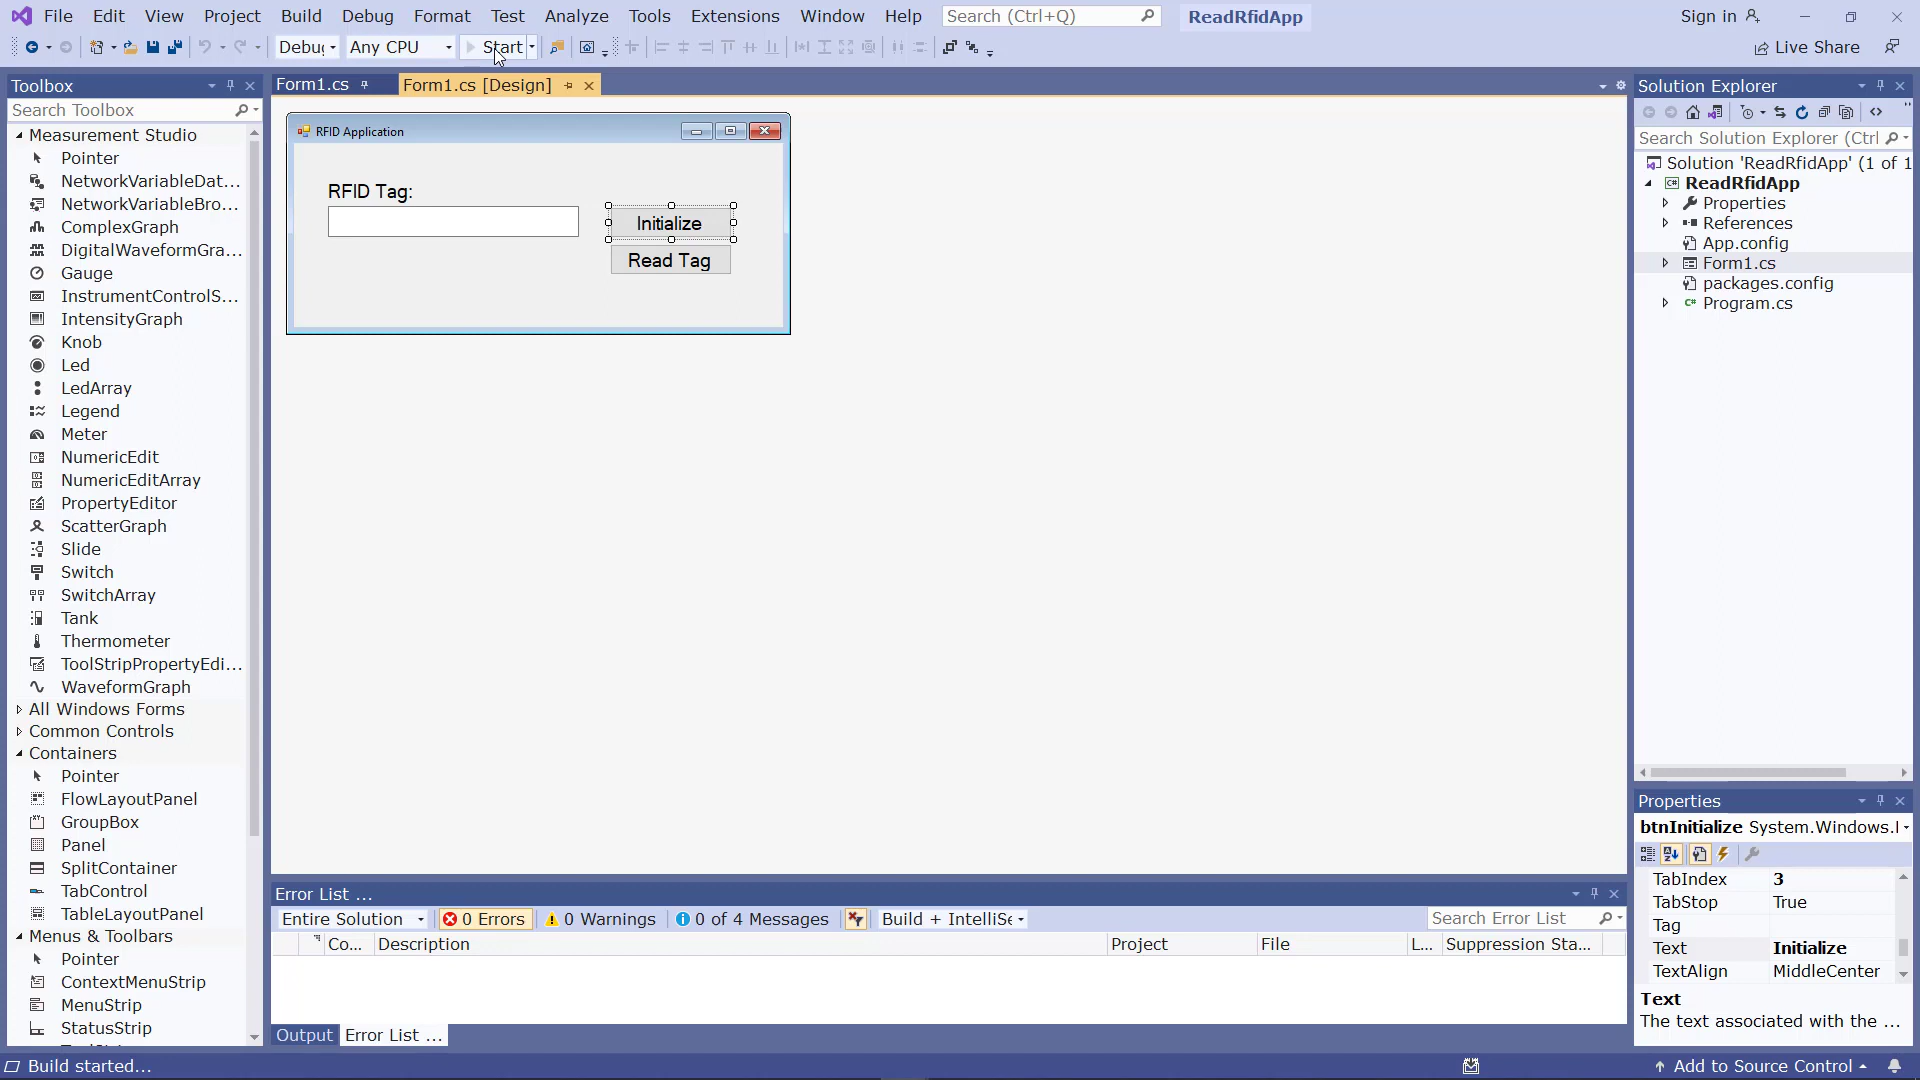 File Edit View Project Build Debug Format Test Analyze Tools Extensions Window Help Search (Ctrl+Q) ReadRfidApp Sign in
Debug Any CPU Start Live Share
Toolbox
Search Toolbox
Measurement Studio
Pointer
NetworkVariableDat...
NetworkVariableBro...
ComplexGraph
DigitalWaveformGra...
Gauge
InstrumentControlS...
IntensityGraph
Knob
Led
LedArray
Legend
Meter
NumericEdit
NumericEditArray
PropertyEditor
ScatterGraph
Slide
Switch
SwitchArray
Tank
Thermometer
ToolStripPropertyEdi...
WaveformGraph
All Windows Forms
Common Controls
Containers
Pointer
FlowLayoutPanel
GroupBox
Panel
SplitContainer
TabControl
TableLayoutPanel
Menus & Toolbars
Pointer
ContextMenuStrip
MenuStrip
StatusStrip
Form1.cs Form1.cs [Design]
RFID Application
RFID Tag:
Initialize
Read Tag
Error List ...
Entire Solution 0 Errors 0 Warnings 0 of 4 Messages Build + IntelliSe Search Error List
Co... Description Project File L... Suppression Sta...
Output Error List ...
Solution Explorer
Search Solution Explorer (Ctrl
Solution 'ReadRfidApp' (1 of 1
ReadRfidApp
Properties
References
App.config
Form1.cs
packages.config
Program.cs
Properties
btnInitialize System.Windows.
TabIndex 3
TabStop True
Tag
Text Initialize
TextAlign MiddleCenter
Text
The text associated with the ...
Build started... Add to Source Control